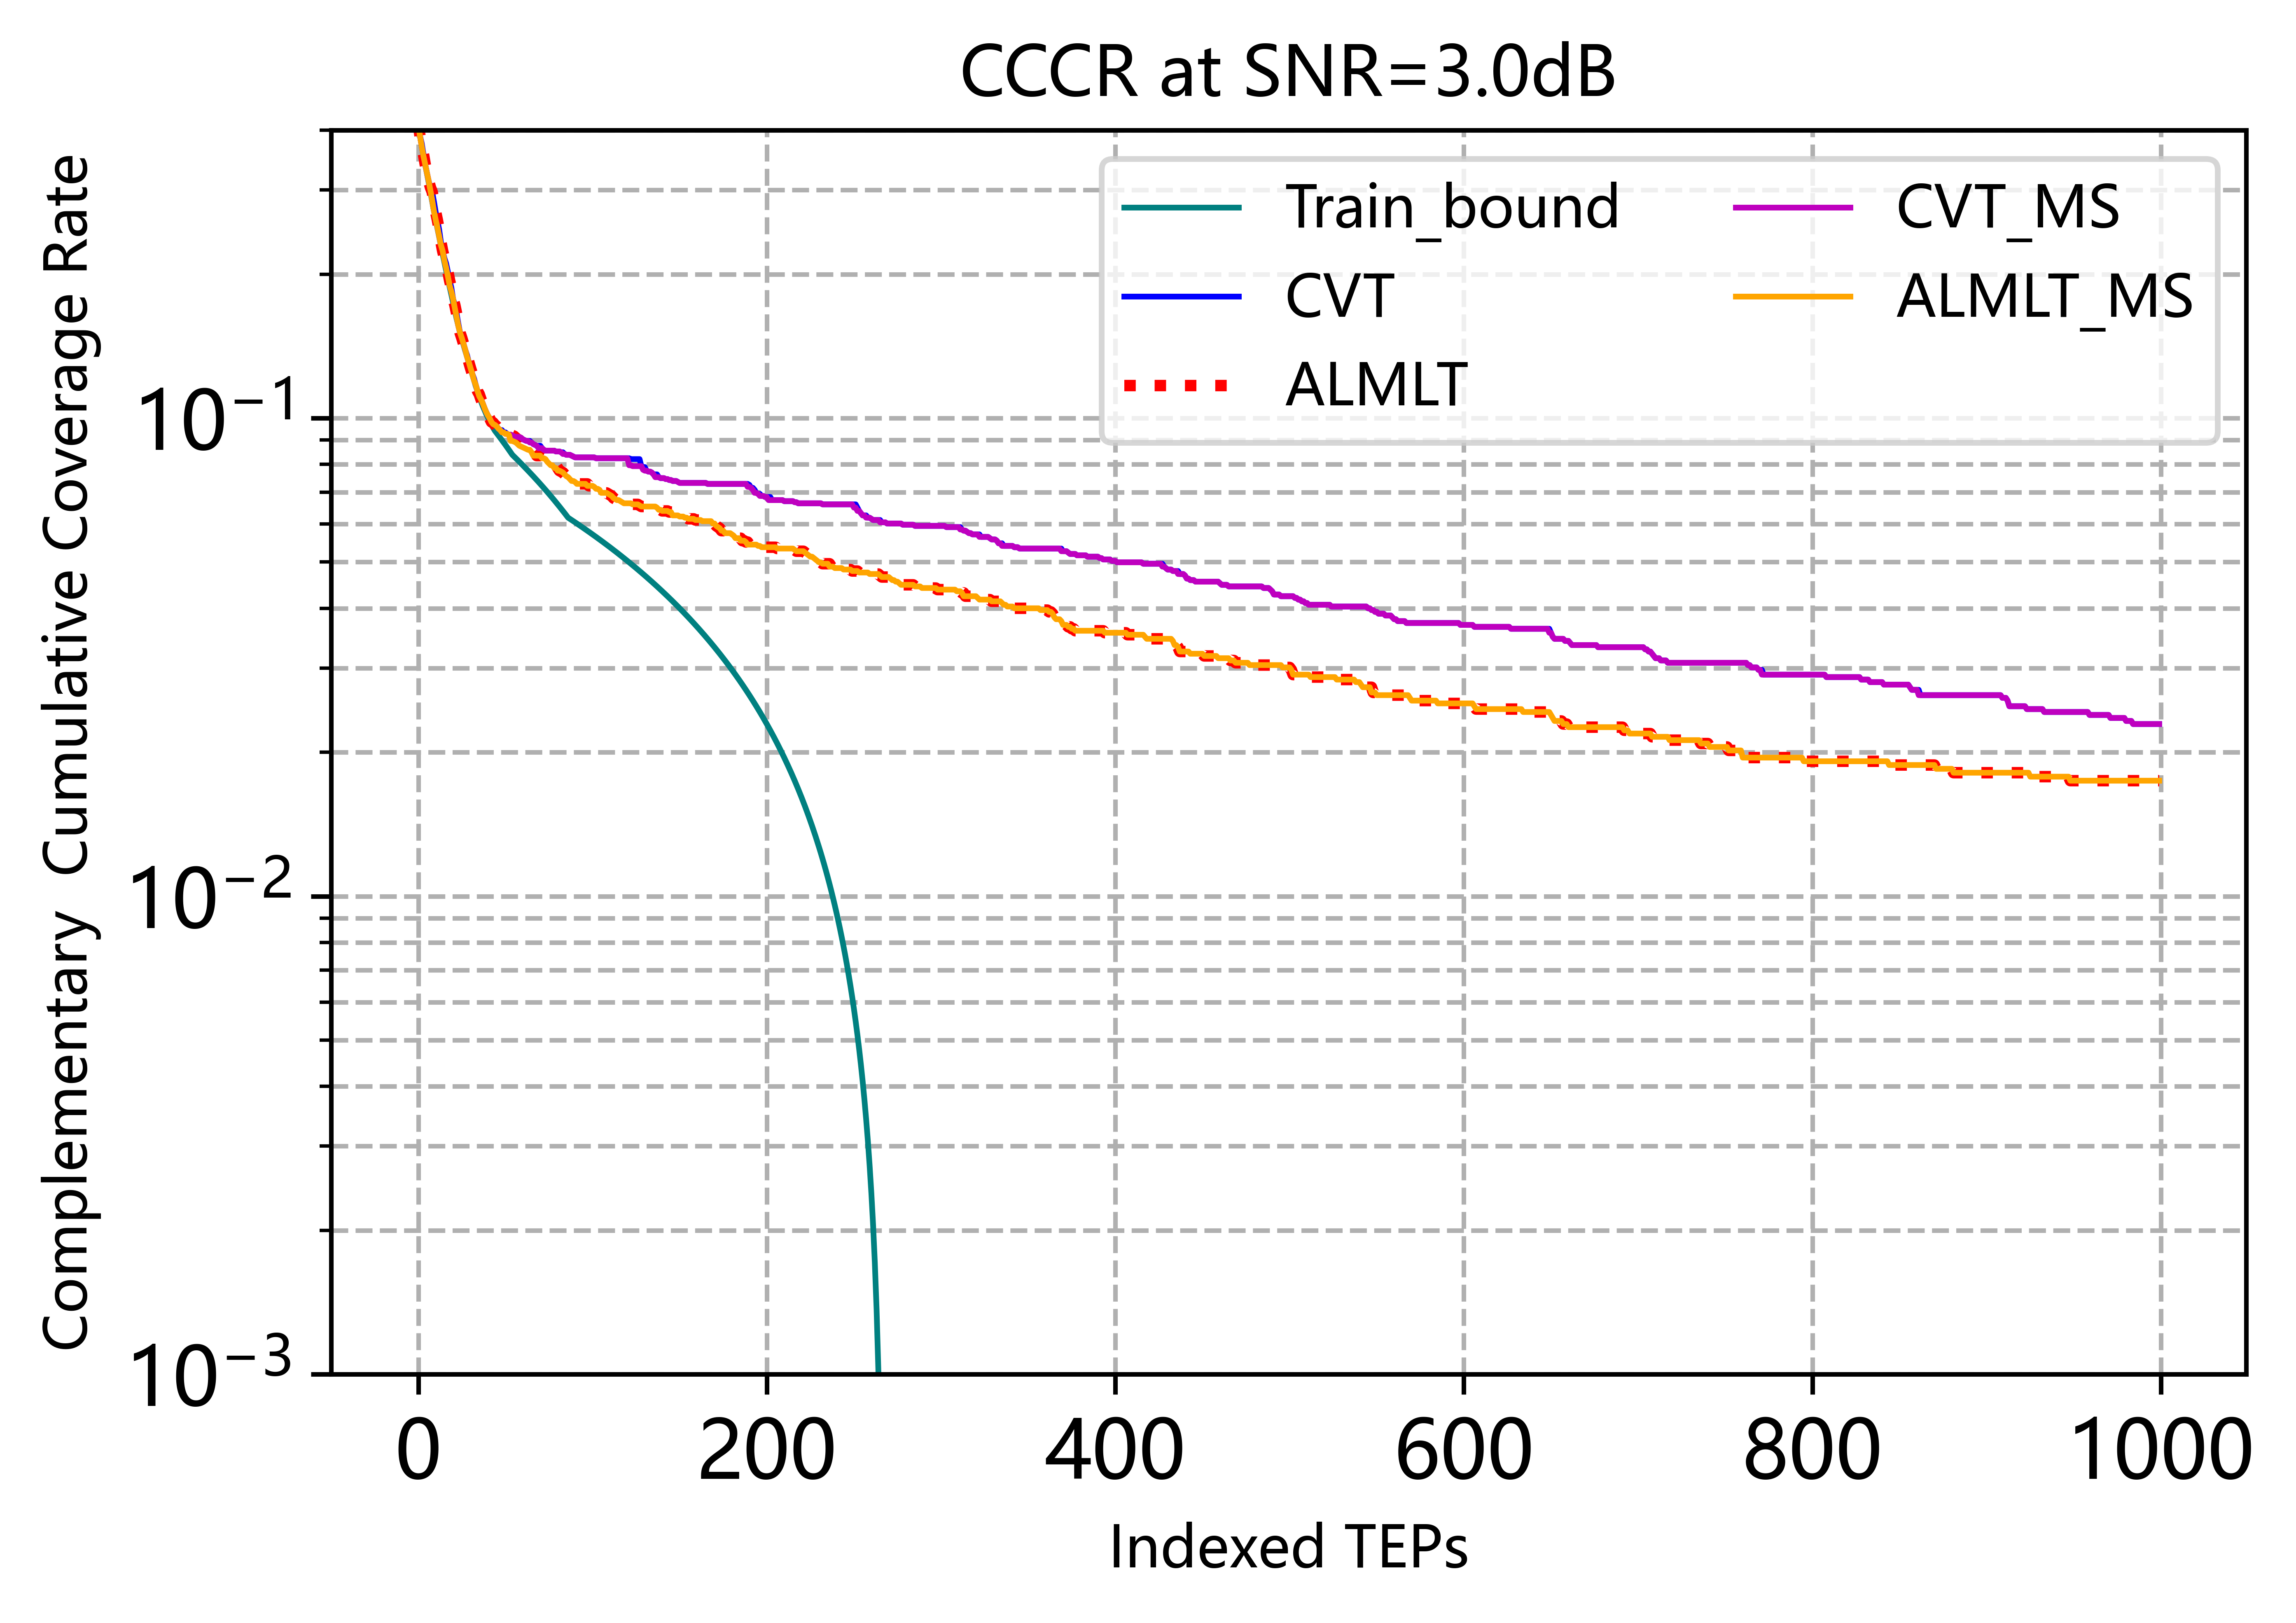 CCCR at SNR=3.0dB
Complementary  Cumulative Coverage Rate
Train_bound
CVT
ALMLT
CVT_MS
ALMLT_MS
10⁻¹
10⁻²
10⁻³
0 200 400 600 800 1000
Indexed TEPs